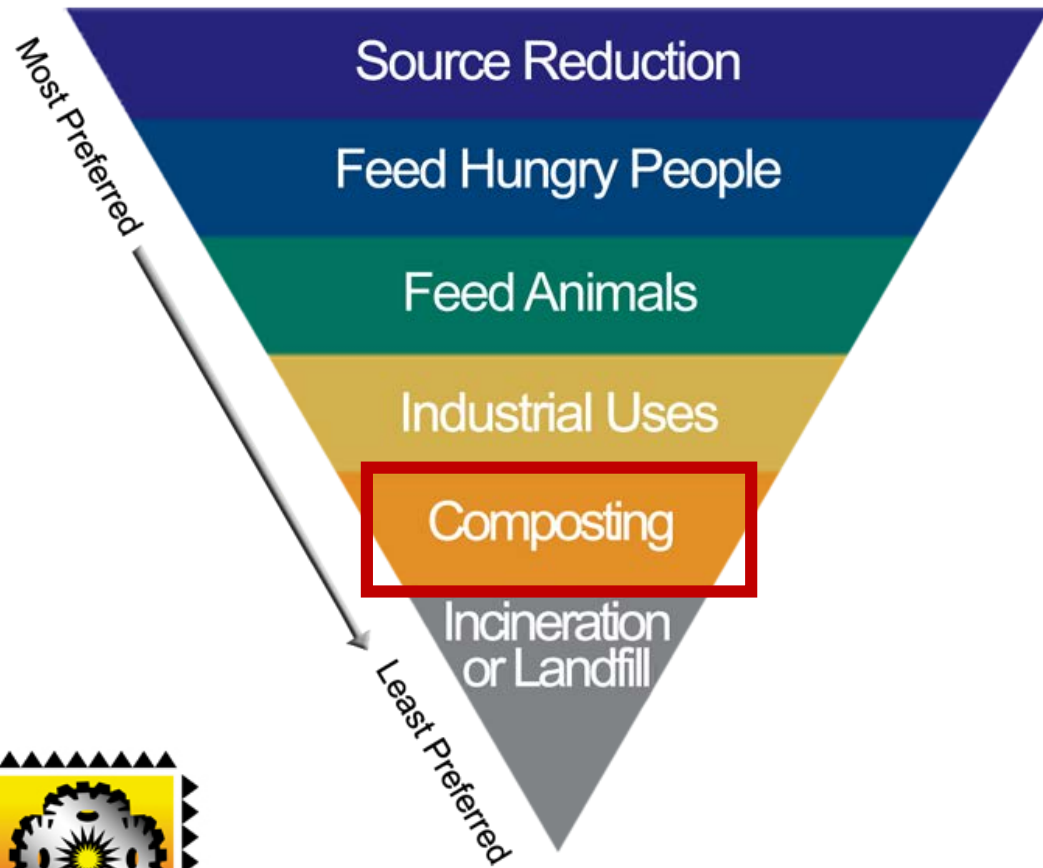 Most Preferred
Source Reduction
Feed Hungry People
Feed Animals
Industrial Uses
Composting
Incineration
or Landfill
Least Preferred